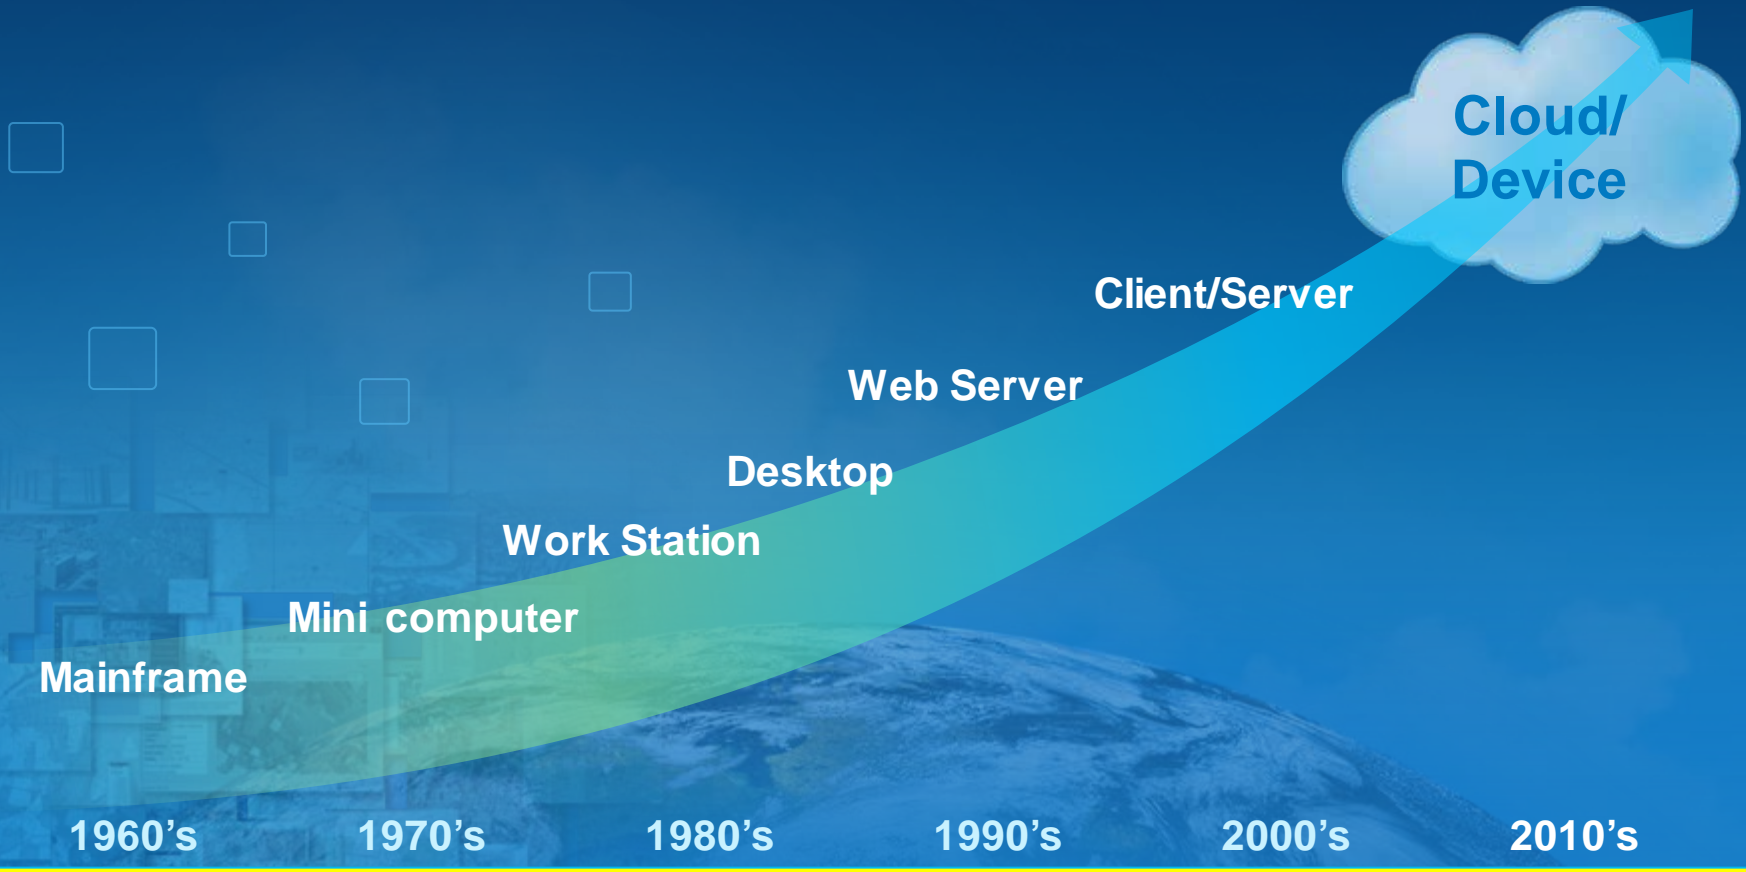 Cloud/
Device
Client/Server
Web Server
Desktop
Work Station
Mini computer
Mainframe
1960’s 1970’s 1980’s 1990’s 2000’s 2010’s